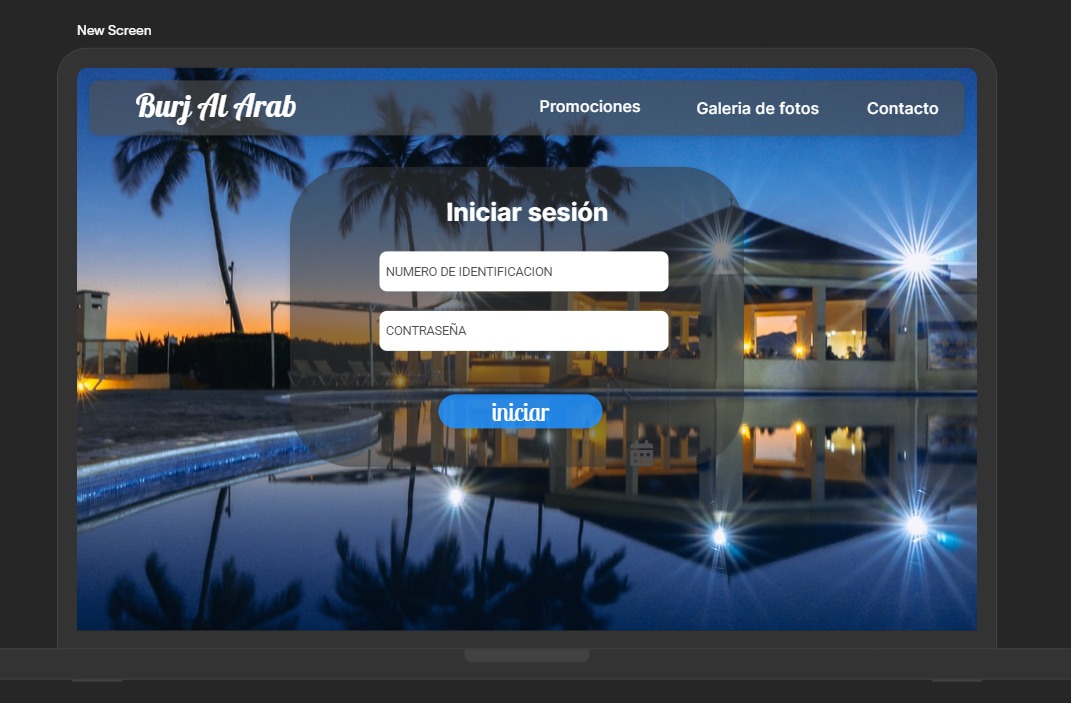 New Screen
Burj Al Arab
Promociones
Galeria de fotos
Contacto
Iniciar sesión
NUMERO DE IDENTIFICACION
CONTRASEÑA
iniciar